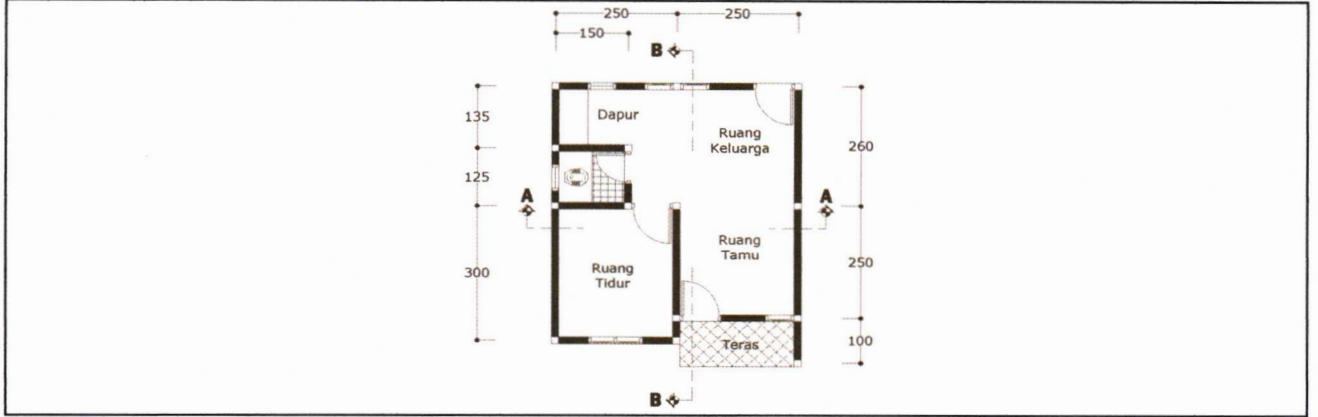 250
250
150
B
135
Dapur
Ruang
Keluarga
260
125
A
A
Ruang
Tamu
Ruang
Tidur
300
250
Teras
100
B